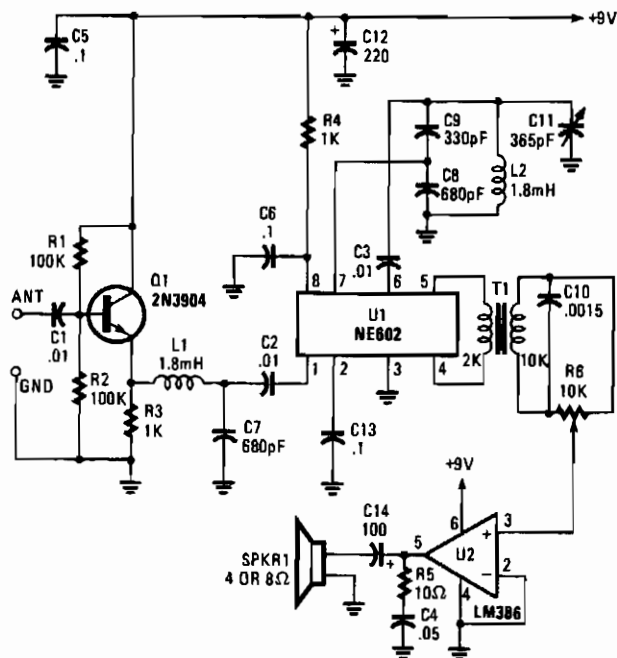 +9V
C5
.1
+
C12
220
R4
1K
C9
330pF
C11
365pF
C8
680pF
L2
1.8mH
C6
.1
R1
100K
Q1
2N3904
C3
.01
ANT
C1
.01
8
7
6
5
U1
NE602
T1
2K
10K
C10
.0015
L1
1.8mH
C2
.01
1
2
3
4
R6
10K
GND
R2
100K
R3
1K
C7
680pF
C13
.1
+9V
C14
100
+
6
3
+
5
U2
2
−
4
LM386
SPKR1
4 OR 8Ω
R5
10Ω
C4
.05